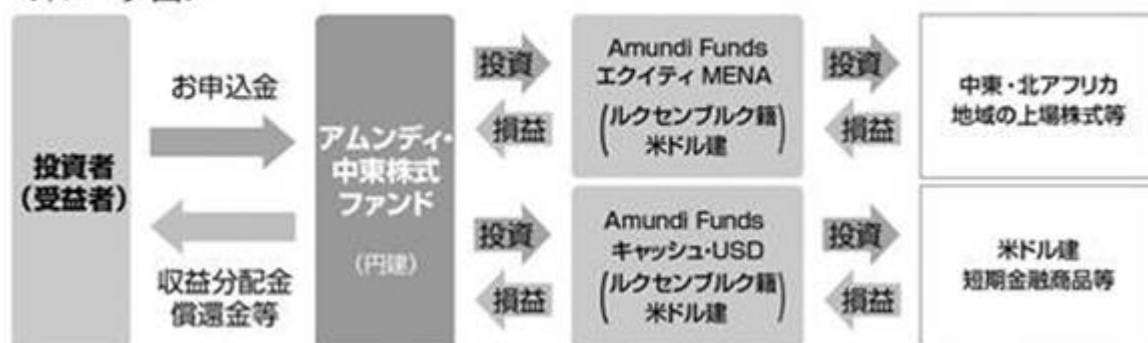 投資者
(受益者)
お申込金
収益分配金
償還金等
アムンディ・
中東株式
ファンド
(円建)
投資
損益
Amundi Funds
エクイティ MENA
(ルクセンブルク籍
米ドル建)
投資
損益
中東・北アフリカ
地域の上場株式等
投資
損益
Amundi Funds
キャッシュ・USD
(ルクセンブルク籍
米ドル建)
投資
損益
米ドル建
短期金融商品等